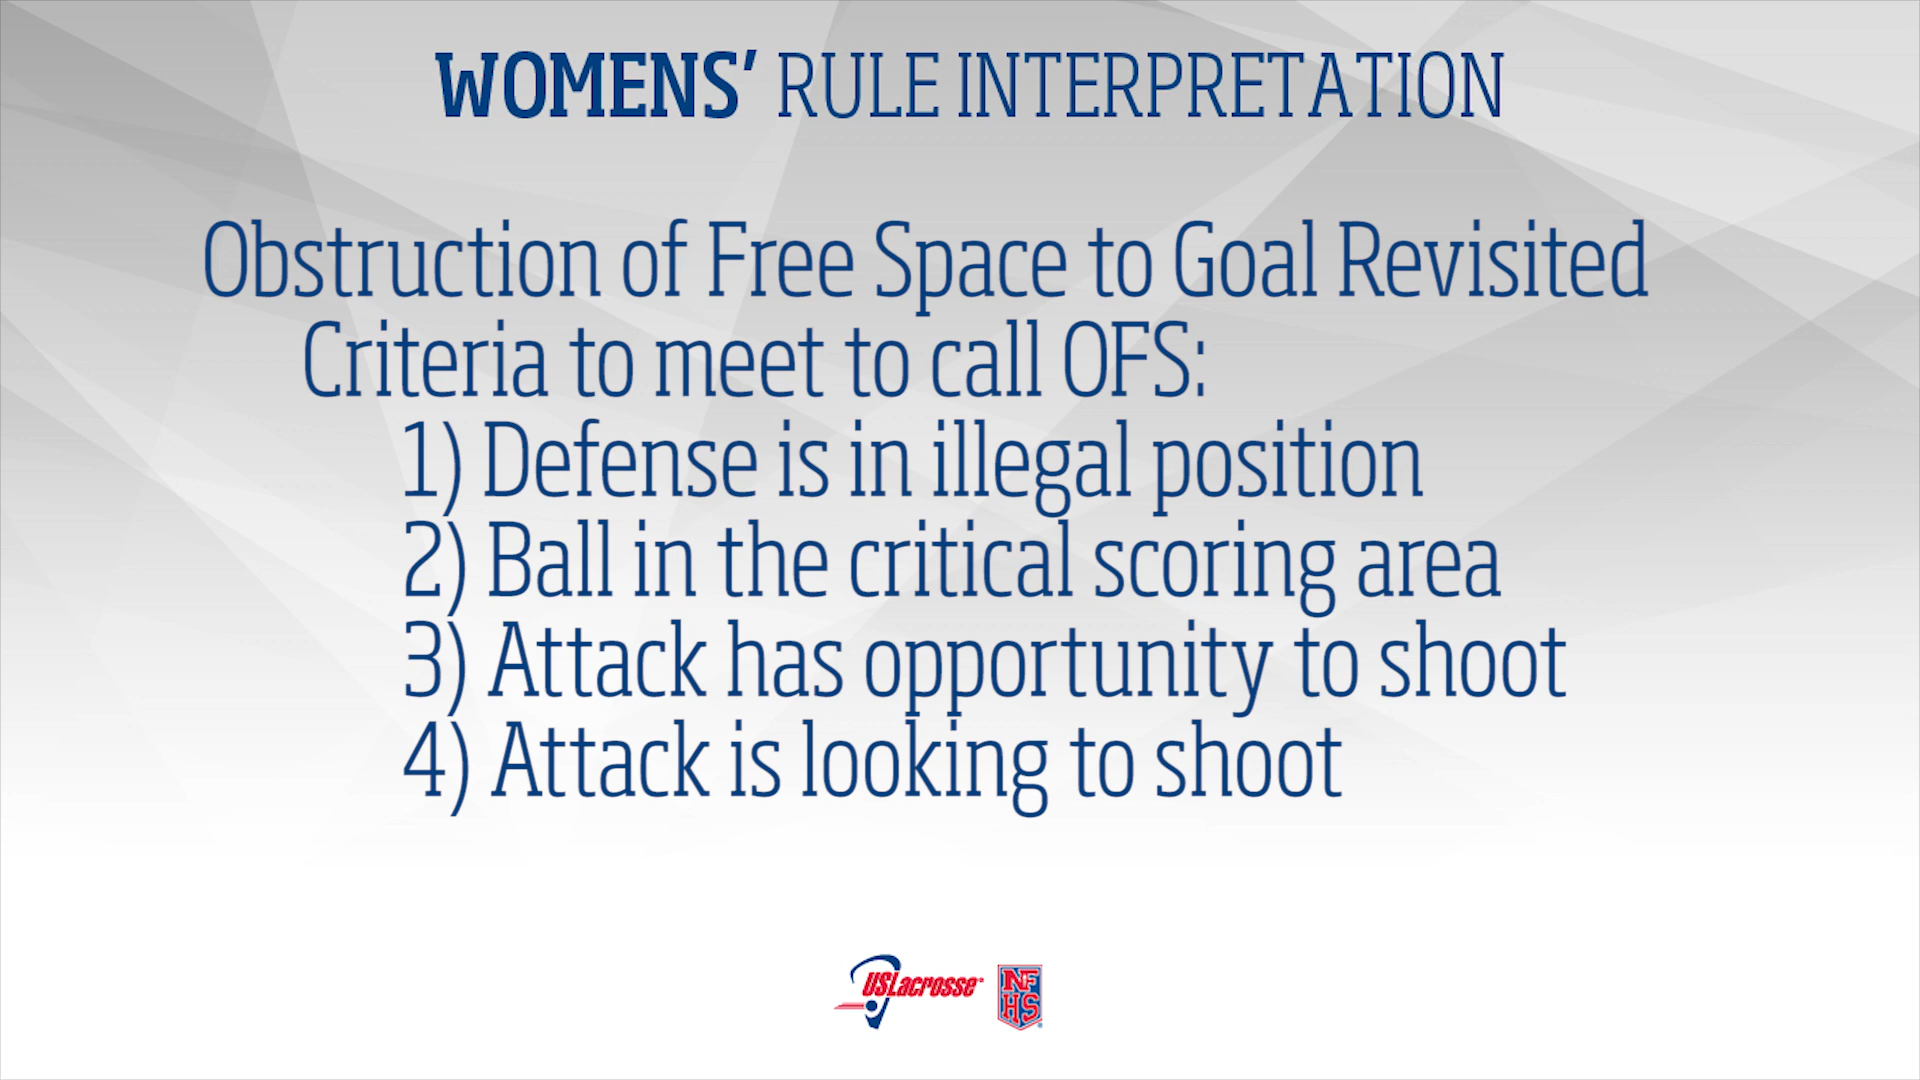 WOMENS’ RULE INTERPRETATION
Obstruction of Free Space to Goal Revisited
Criteria to meet to call OFS:
1) Defense is in illegal position
2) Ball in the critical scoring area
3) Attack has opportunity to shoot
4) Attack is looking to shoot
USLacrosse NF
HS